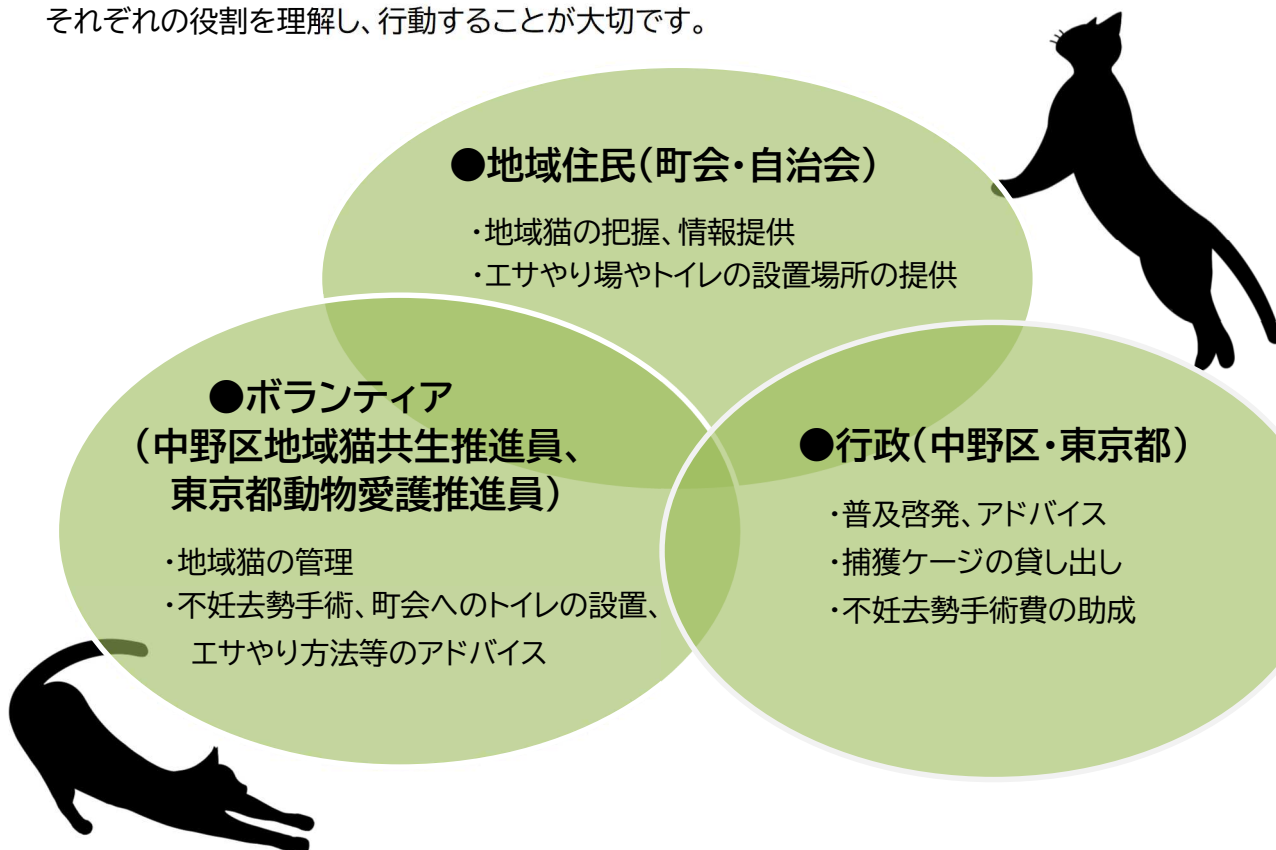 それぞれの役割を理解し、行動することが大切です。
●地域住民(町会・自治会)
・地域猫の把握、情報提供
・エサやり場やトイレの設置場所の提供
●ボランティア
(中野区地域猫共生推進員、
東京都動物愛護推進員)
・地域猫の管理
・不妊去勢手術、町会へのトイレの設置、
エサやり方法等のアドバイス
●行政(中野区・東京都)
・普及啓発、アドバイス
・捕獲ケージの貸し出し
・不妊去勢手術費の助成